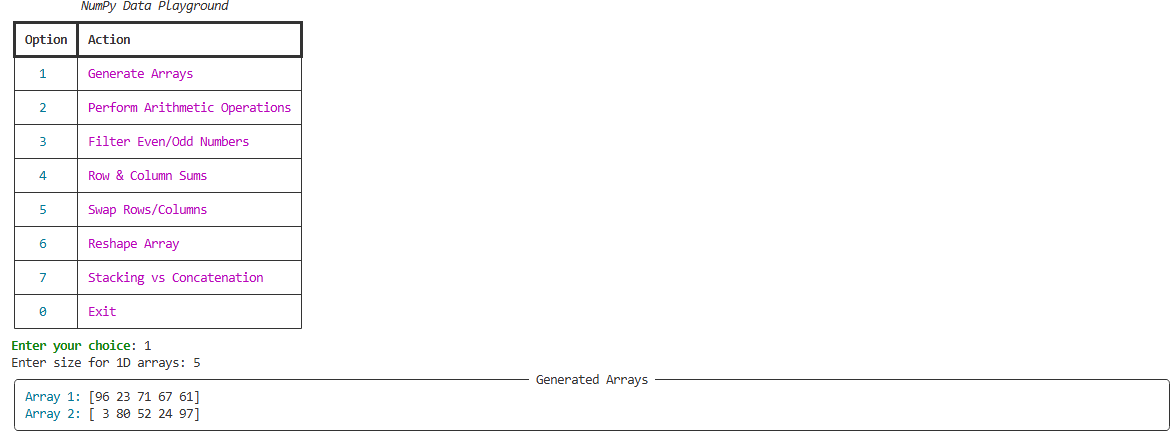 NumPy Data Playground
Option Action
1 Generate Arrays
2 Perform Arithmetic Operations
3 Filter Even/Odd Numbers
4 Row & Column Sums
5 Swap Rows/Columns
6 Reshape Array
7 Stacking vs Concatenation
0 Exit
Enter your choice: 1
Enter size for 1D arrays: 5
Generated Arrays
Array 1: [96 23 71 67 61]
Array 2: [ 3 80 52 24 97]